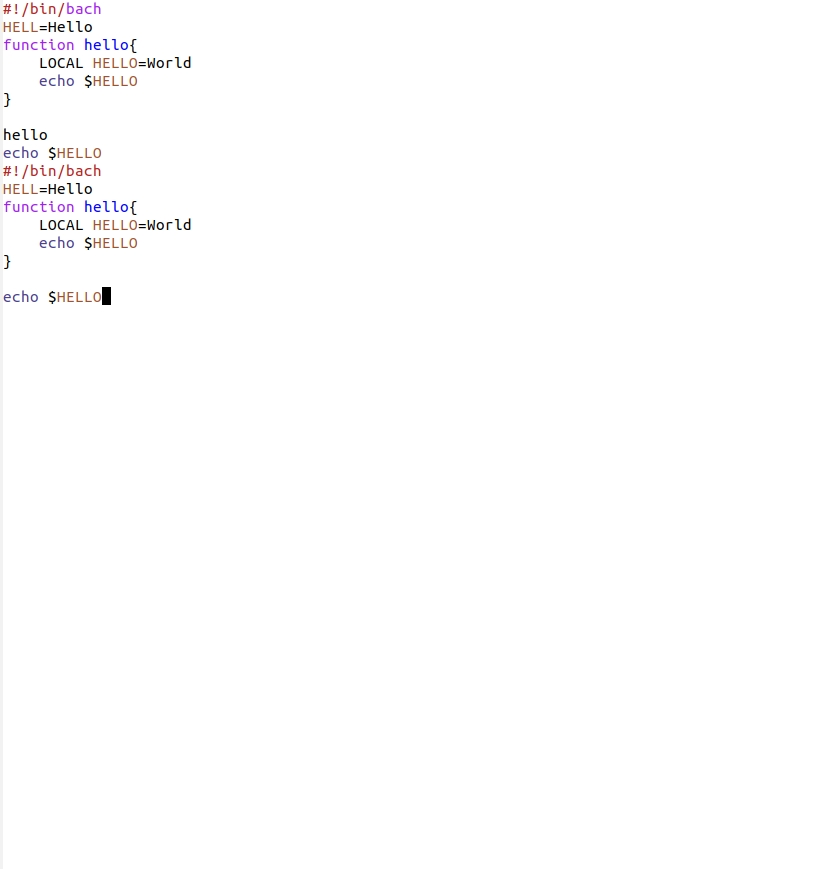 #!/bin/bach
HELL=Hello
function hello{
    LOCAL HELLO=World
    echo $HELLO
}

hello
echo $HELLO
#!/bin/bach
HELL=Hello
function hello{
    LOCAL HELLO=World
    echo $HELLO
}

echo $HELLO